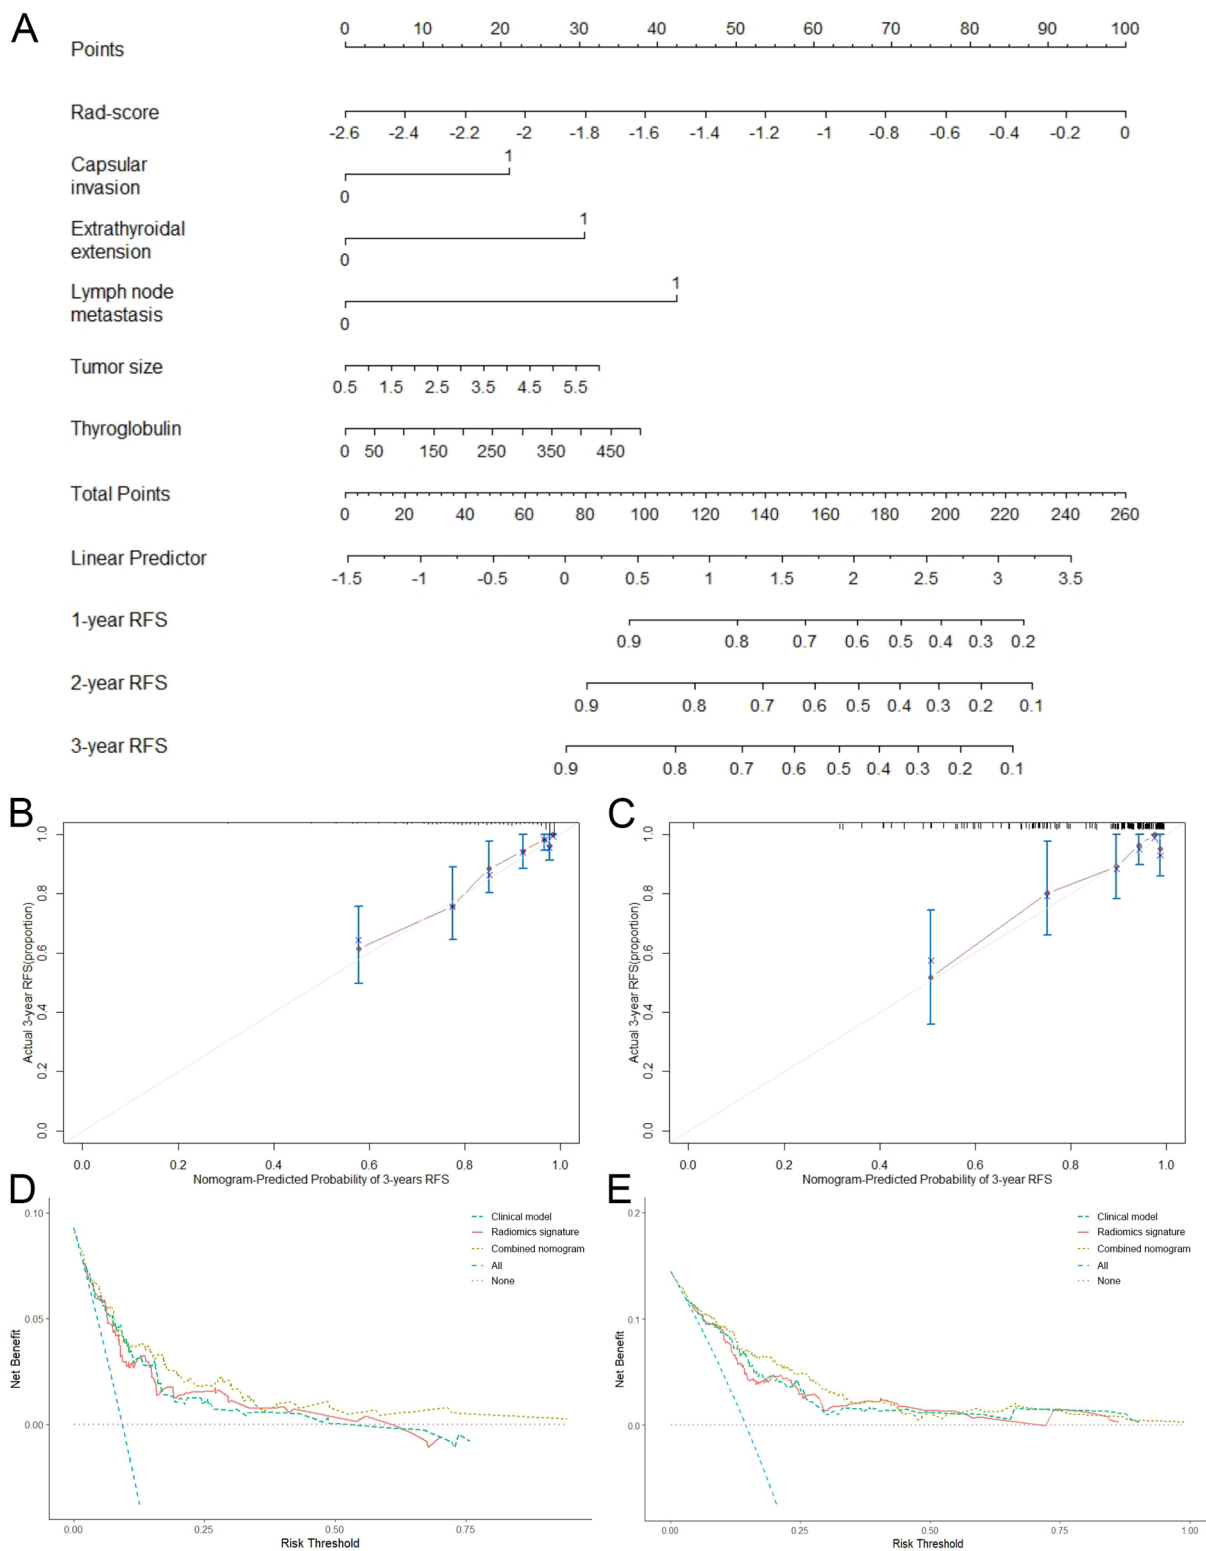 A
Points
0 10 20 30 40 50 60 70 80 90 100
Rad-score
-2.6 -2.4 -2.2 -2 -1.8 -1.6 -1.4 -1.2 -1 -0.8 -0.6 -0.4 -0.2 0
Capsular
invasion
1
0
Extrathyroidal
extension
1
0
Lymph node
metastasis
1
0
Tumor size
0.5 1.5 2.5 3.5 4.5 5.5
Thyroglobulin
0 50 150 250 350 450
Total Points
0 20 40 60 80 100 120 140 160 180 200 220 240 260
Linear Predictor
-1.5 -1 -0.5 0 0.5 1 1.5 2 2.5 3 3.5
1-year RFS
0.9 0.8 0.7 0.6 0.5 0.4 0.3 0.2
2-year RFS
0.9 0.8 0.7 0.6 0.5 0.4 0.3 0.2 0.1
3-year RFS
0.9 0.8 0.7 0.6 0.5 0.4 0.3 0.2 0.1
B
Actual 3-year RFS(proportion)
1.0
0.8
0.6
0.4
0.2
0.0
0.0 0.2 0.4 0.6 0.8 1.0
Nomogram-Predicted Probability of 3-years RFS
C
Actual 3-year RFS(proportion)
1.0
0.8
0.6
0.4
0.2
0.0
0.0 0.2 0.4 0.6 0.8 1.0
Nomogram-Predicted Probability of 3-year RFS
D
Net Benefit
0.10
0.05
0.00
Clinical model
Radiomics signature
Combined nomogram
All
None
0.00 0.25 0.50 0.75
Risk Threshold
E
Net Benefit
0.2
0.1
0.0
Clinical model
Radiomics signature
Combined nomogram
All
None
0.00 0.25 0.50 0.75 1.00
Risk Threshold